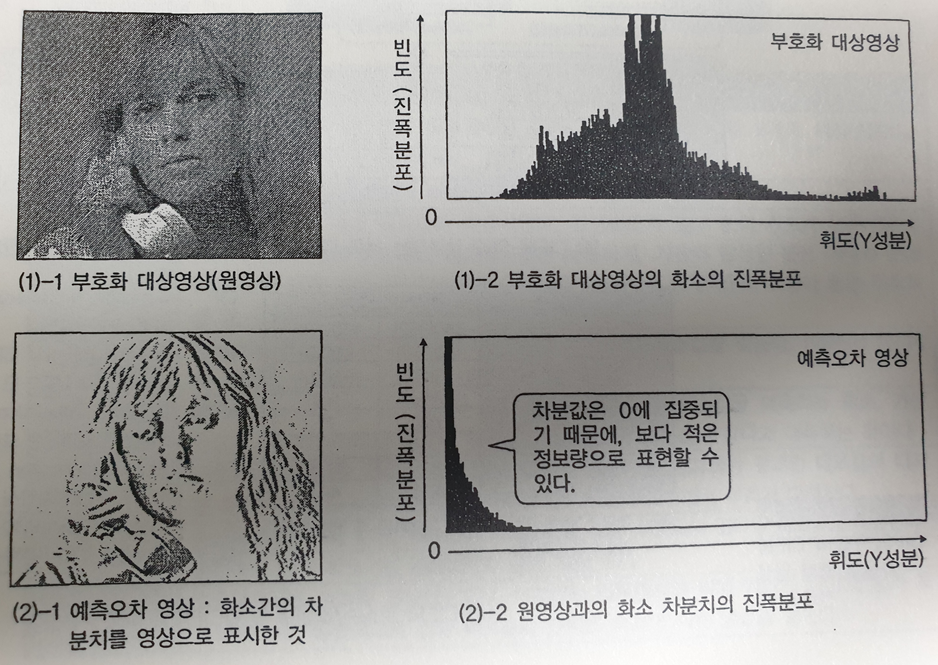 부호화 대상영상
빈도 (진폭분포)
0
휘도(Y성분)
(1)-1 부호화 대상영상(원영상)
(1)-2 부호화 대상영상의 화소의 진폭분포
예측오차 영상
빈도 (진폭분포)
차분값은 0에 집중되
기 때문에, 보다 적은
정보량으로 표현할 수
있다.
0
휘도(Y성분)
(2)-1 예측오차 영상 : 화소간의 차
분치를 영상으로 표시한 것
(2)-2 원영상과의 화소 차분치의 진폭분포